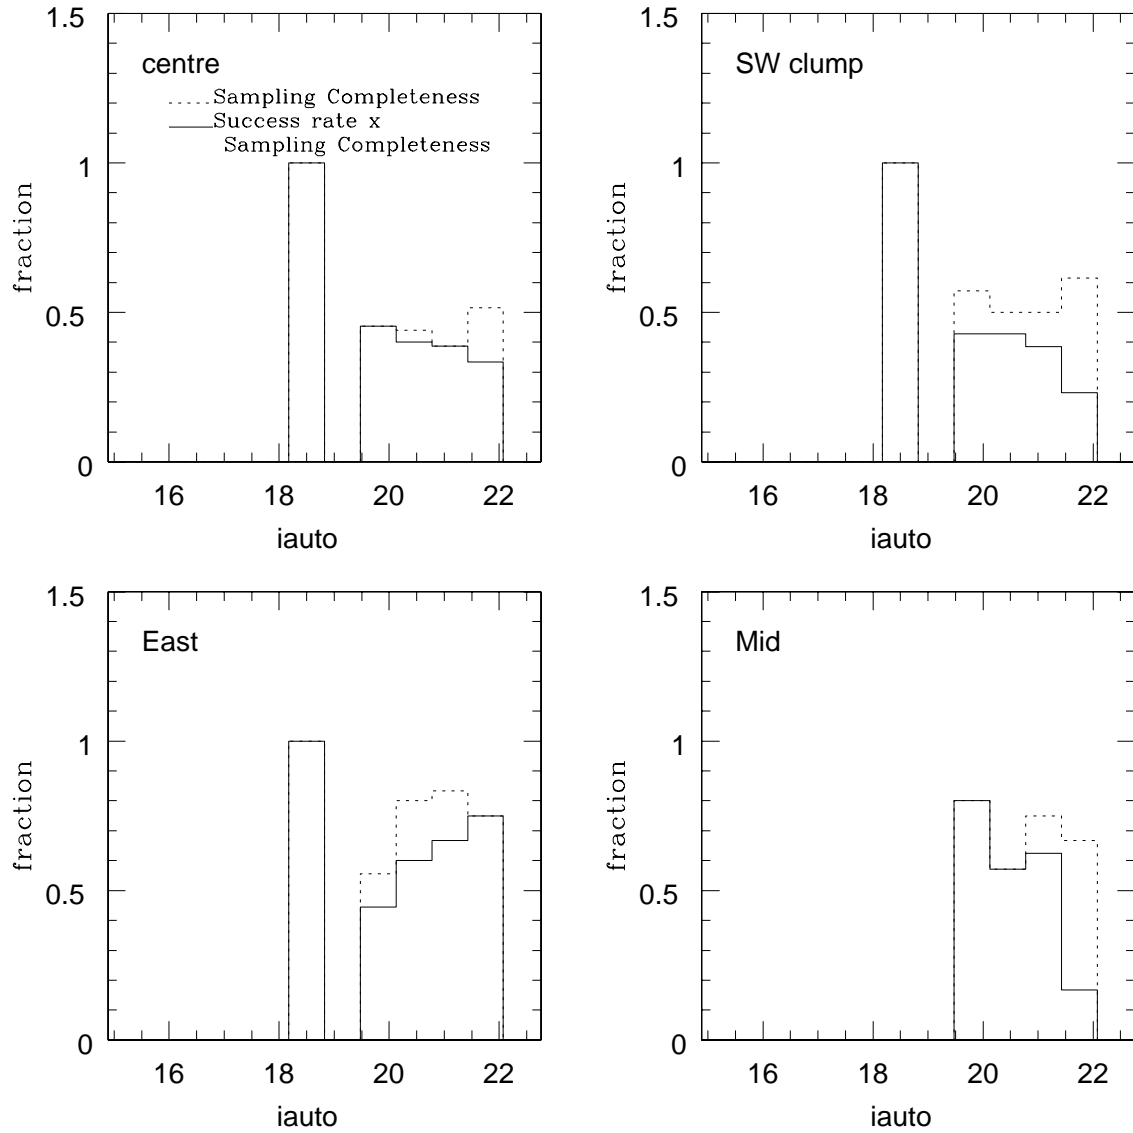 1.5
centre
Sampling Completeness
Success rate x
Sampling Completeness
1
fraction
0.5
0
16 18 20 22
iauto
1.5
SW clump
1
fraction
0.5
0
16 18 20 22
iauto
1.5
East
1
fraction
0.5
0
16 18 20 22
iauto
1.5
Mid
1
fraction
0.5
0
16 18 20 22
iauto